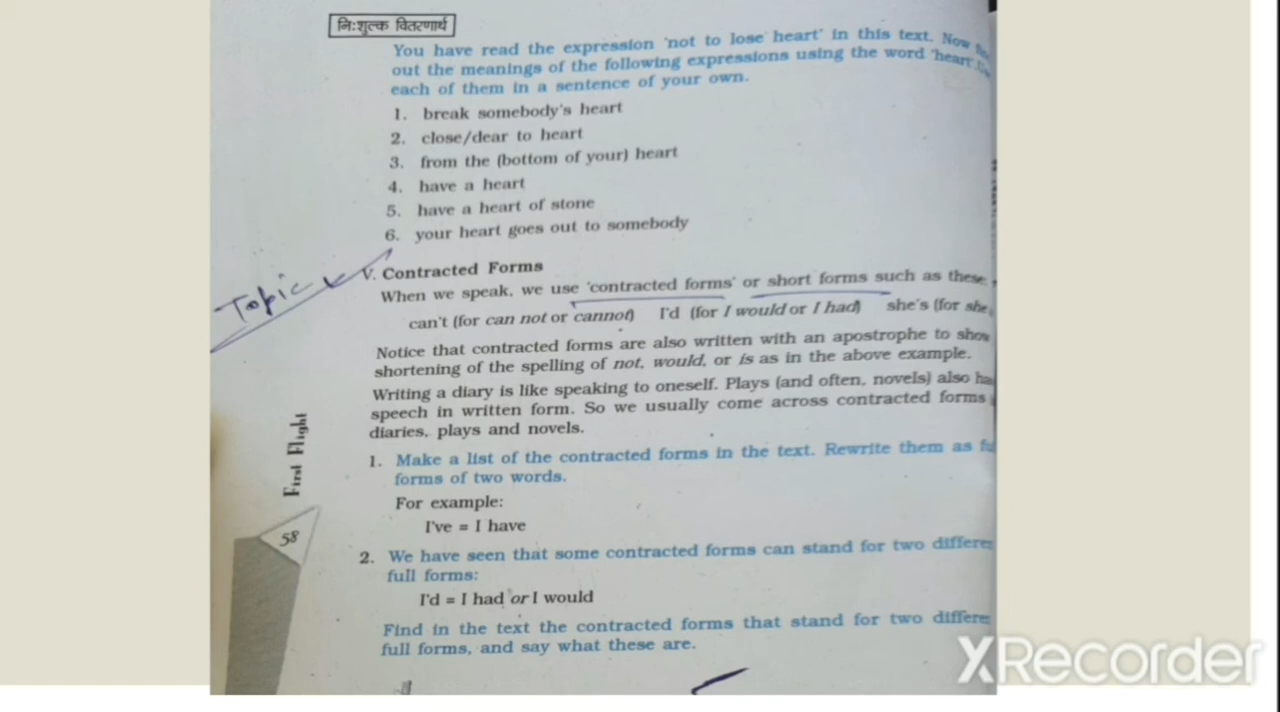 निःशुल्क वितरणार्थ
You have read the expression 'not to lose heart' in this text. Now
out the meanings of the following expressions using the word 'heart'.
each of them in a sentence of your own.
1. break somebody's heart
2. close/dear to heart
3. from the (bottom of your) heart
4. have a heart
5. have a heart of stone
6. your heart goes out to somebody
Topic
V. Contracted Forms
When we speak, we use 'contracted forms' or short forms such as these
can't (for can not or cannot) I'd (for I would or I had) she's (for she
Notice that contracted forms are also written with an apostrophe to show
shortening of the spelling of not, would, or is as in the above example.
Writing a diary is like speaking to oneself. Plays (and often, novels) also
speech in written form. So we usually come across contracted forms
diaries, plays and novels.
1. Make a list of the contracted forms in the text. Rewrite them as
forms of two words.
For example:
I've = I have
2. We have seen that some contracted forms can stand for two
full forms:
I'd = I had or I would
Find in the text the contracted forms that stand for two
full forms, and say what these are.
First Flight
58
XRecorder